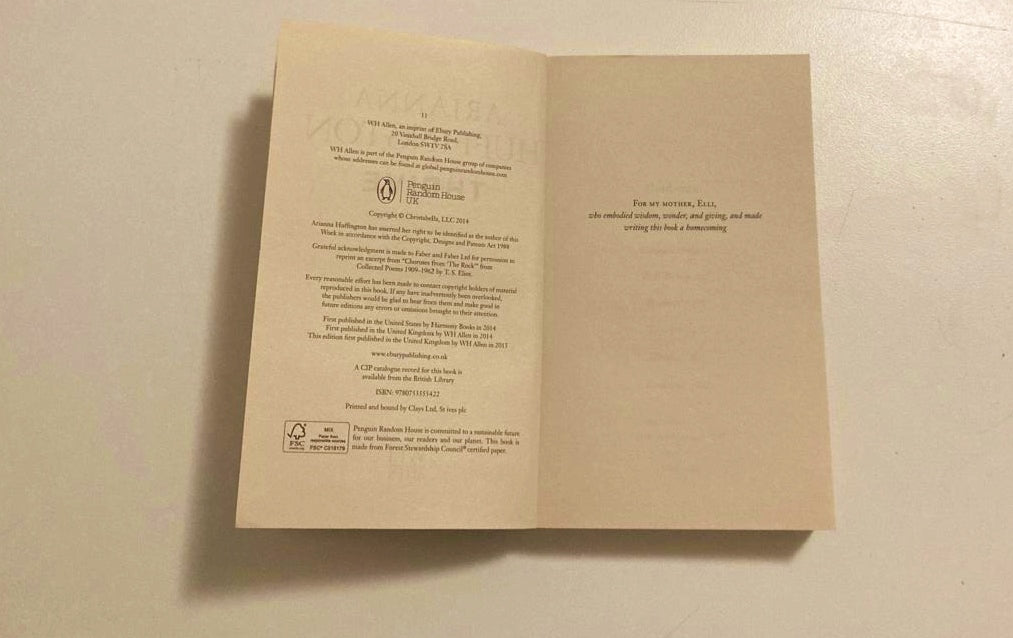 11
WH Allen, an imprint of Ebury Publishing,
20 Vauxhall Bridge Road,
London SW1V 2SA
WH Allen is part of the Penguin Random House group of companies
whose addresses can be found at global.penguinrandomhouse.com
Penguin
Random House
UK
Copyright © Christabella, LLC 2014
Arianna Huffington has asserted her right to be identified as the author of this
Work in accordance with the Copyright, Designs and Patents Act 1988
Grateful acknowledgment is made to Faber and Faber Ltd for permission to
reprint an excerpt from "Choruses from 'The Rock'" from
Collected Poems 1909–1962 by T. S. Eliot.
Every reasonable effort has been made to contact copyright holders of material
reproduced in this book. If any have inadvertently been overlooked,
the publishers would be glad to hear from them and make good in
future editions any errors or omissions brought to their attention.
First published in the United States by Harmony Books in 2014
First published in the United Kingdom by WH Allen in 2014
This edition first published in the United Kingdom by WH Allen in 2015
www.eburypublishing.co.uk
A CIP catalogue record for this book is
available from the British Library
ISBN: 9780753555422
Printed and bound by Clays Ltd, St Ives plc
FSC
MIX
Paper from
responsible sources
FSC® C018179
Penguin Random House is committed to a sustainable future
for our business, our readers and our planet. This book is
made from Forest Stewardship Council® certified paper.
FOR MY MOTHER, ELLI,
who embodied wisdom, wonder, and giving, and made
writing this book a homecoming